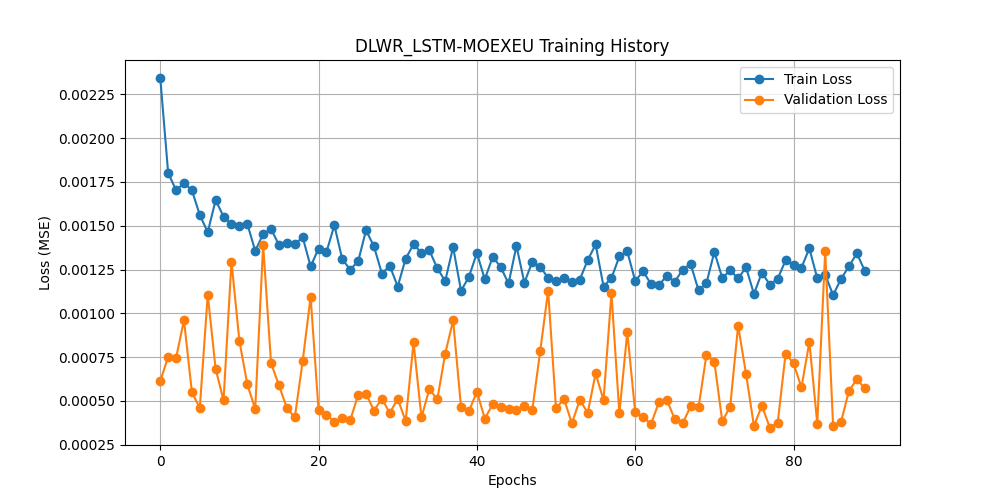 DLWR_LSTM-MOEXEU Training History
Train Loss
Validation Loss
0.00225
0.00200
0.00175
0.00150
0.00125
0.00100
0.00075
0.00050
0.00025
Loss (MSE)
0 20 40 60 80
Epochs